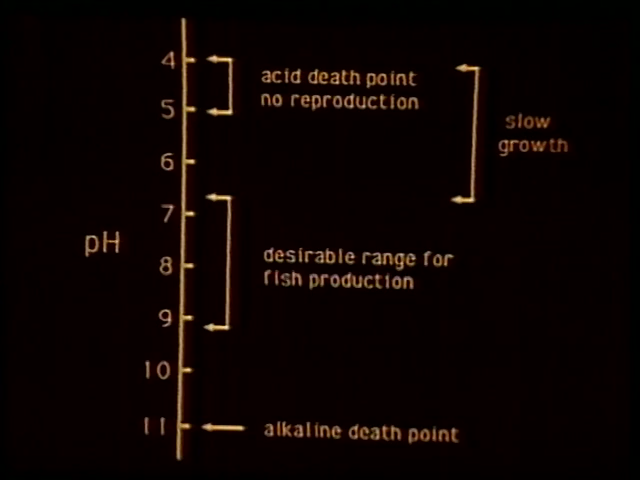 4
acid death point
no reproduction
5
slow
growth
6
7
pH
desirable range for
fish production
8
9
10
11
alkaline death point